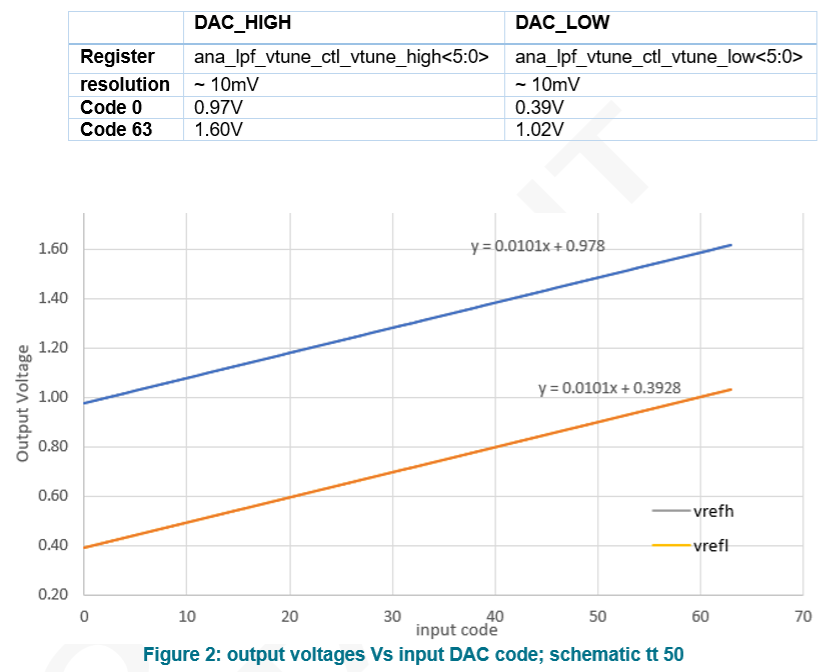 DAC_HIGH DAC_LOW
Register ana_lpf_vtune_ctl_vtune_high<5:0> ana_lpf_vtune_ctl_vtune_low<5:0>
resolution ~ 10mV ~ 10mV
Code 0 0.97V 0.39V
Code 63 1.60V 1.02V
1.60
y = 0.0101x + 0.978
1.40
1.20
1.00
y = 0.0101x + 0.3928
0.80
0.60
0.40
0.20
Output Voltage
vrefh
vrefl
0 10 20 30 40 50 60 70
input code
Figure 2: output voltages Vs input DAC code; schematic tt 50